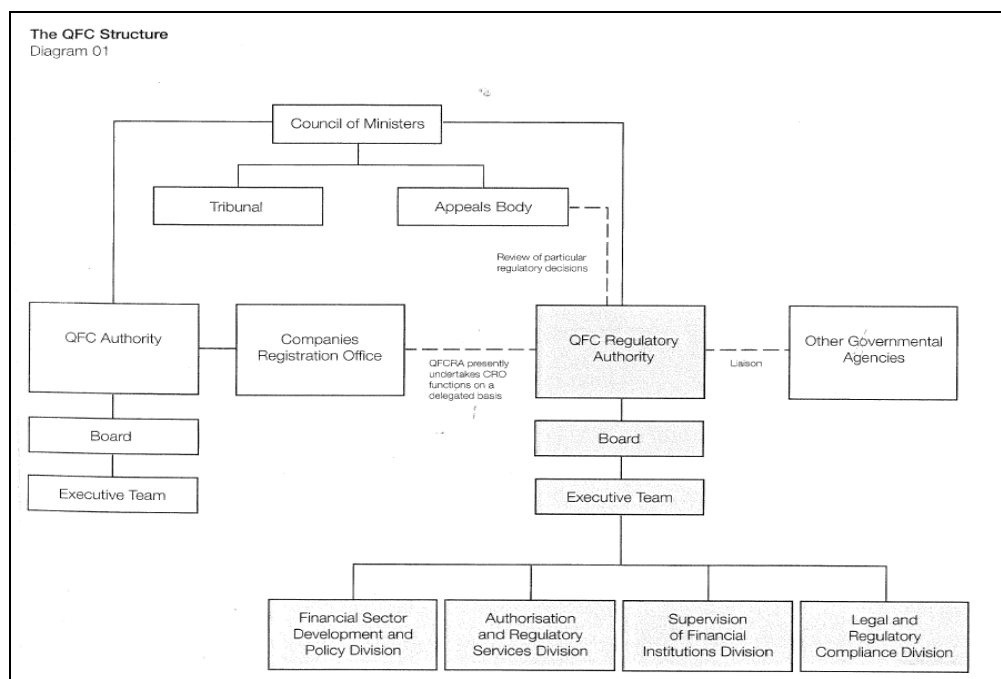 The QFC Structure
Diagram 01
Council of Ministers
Tribunal
Appeals Body
Review of particular
regulatory decisions
QFC Authority
Companies
Registration Office
QFCRA presently
undertakes CRO
functions on a
delegated basis
QFC Regulatory
Authority
Liaison
Other Governmental
Agencies
Board
Executive Team
Board
Executive Team
Financial Sector
Development and
Policy Division
Authorisation
and Regulatory
Services Division
Supervision
of Financial
Institutions Division
Legal and
Regulatory
Compliance Division